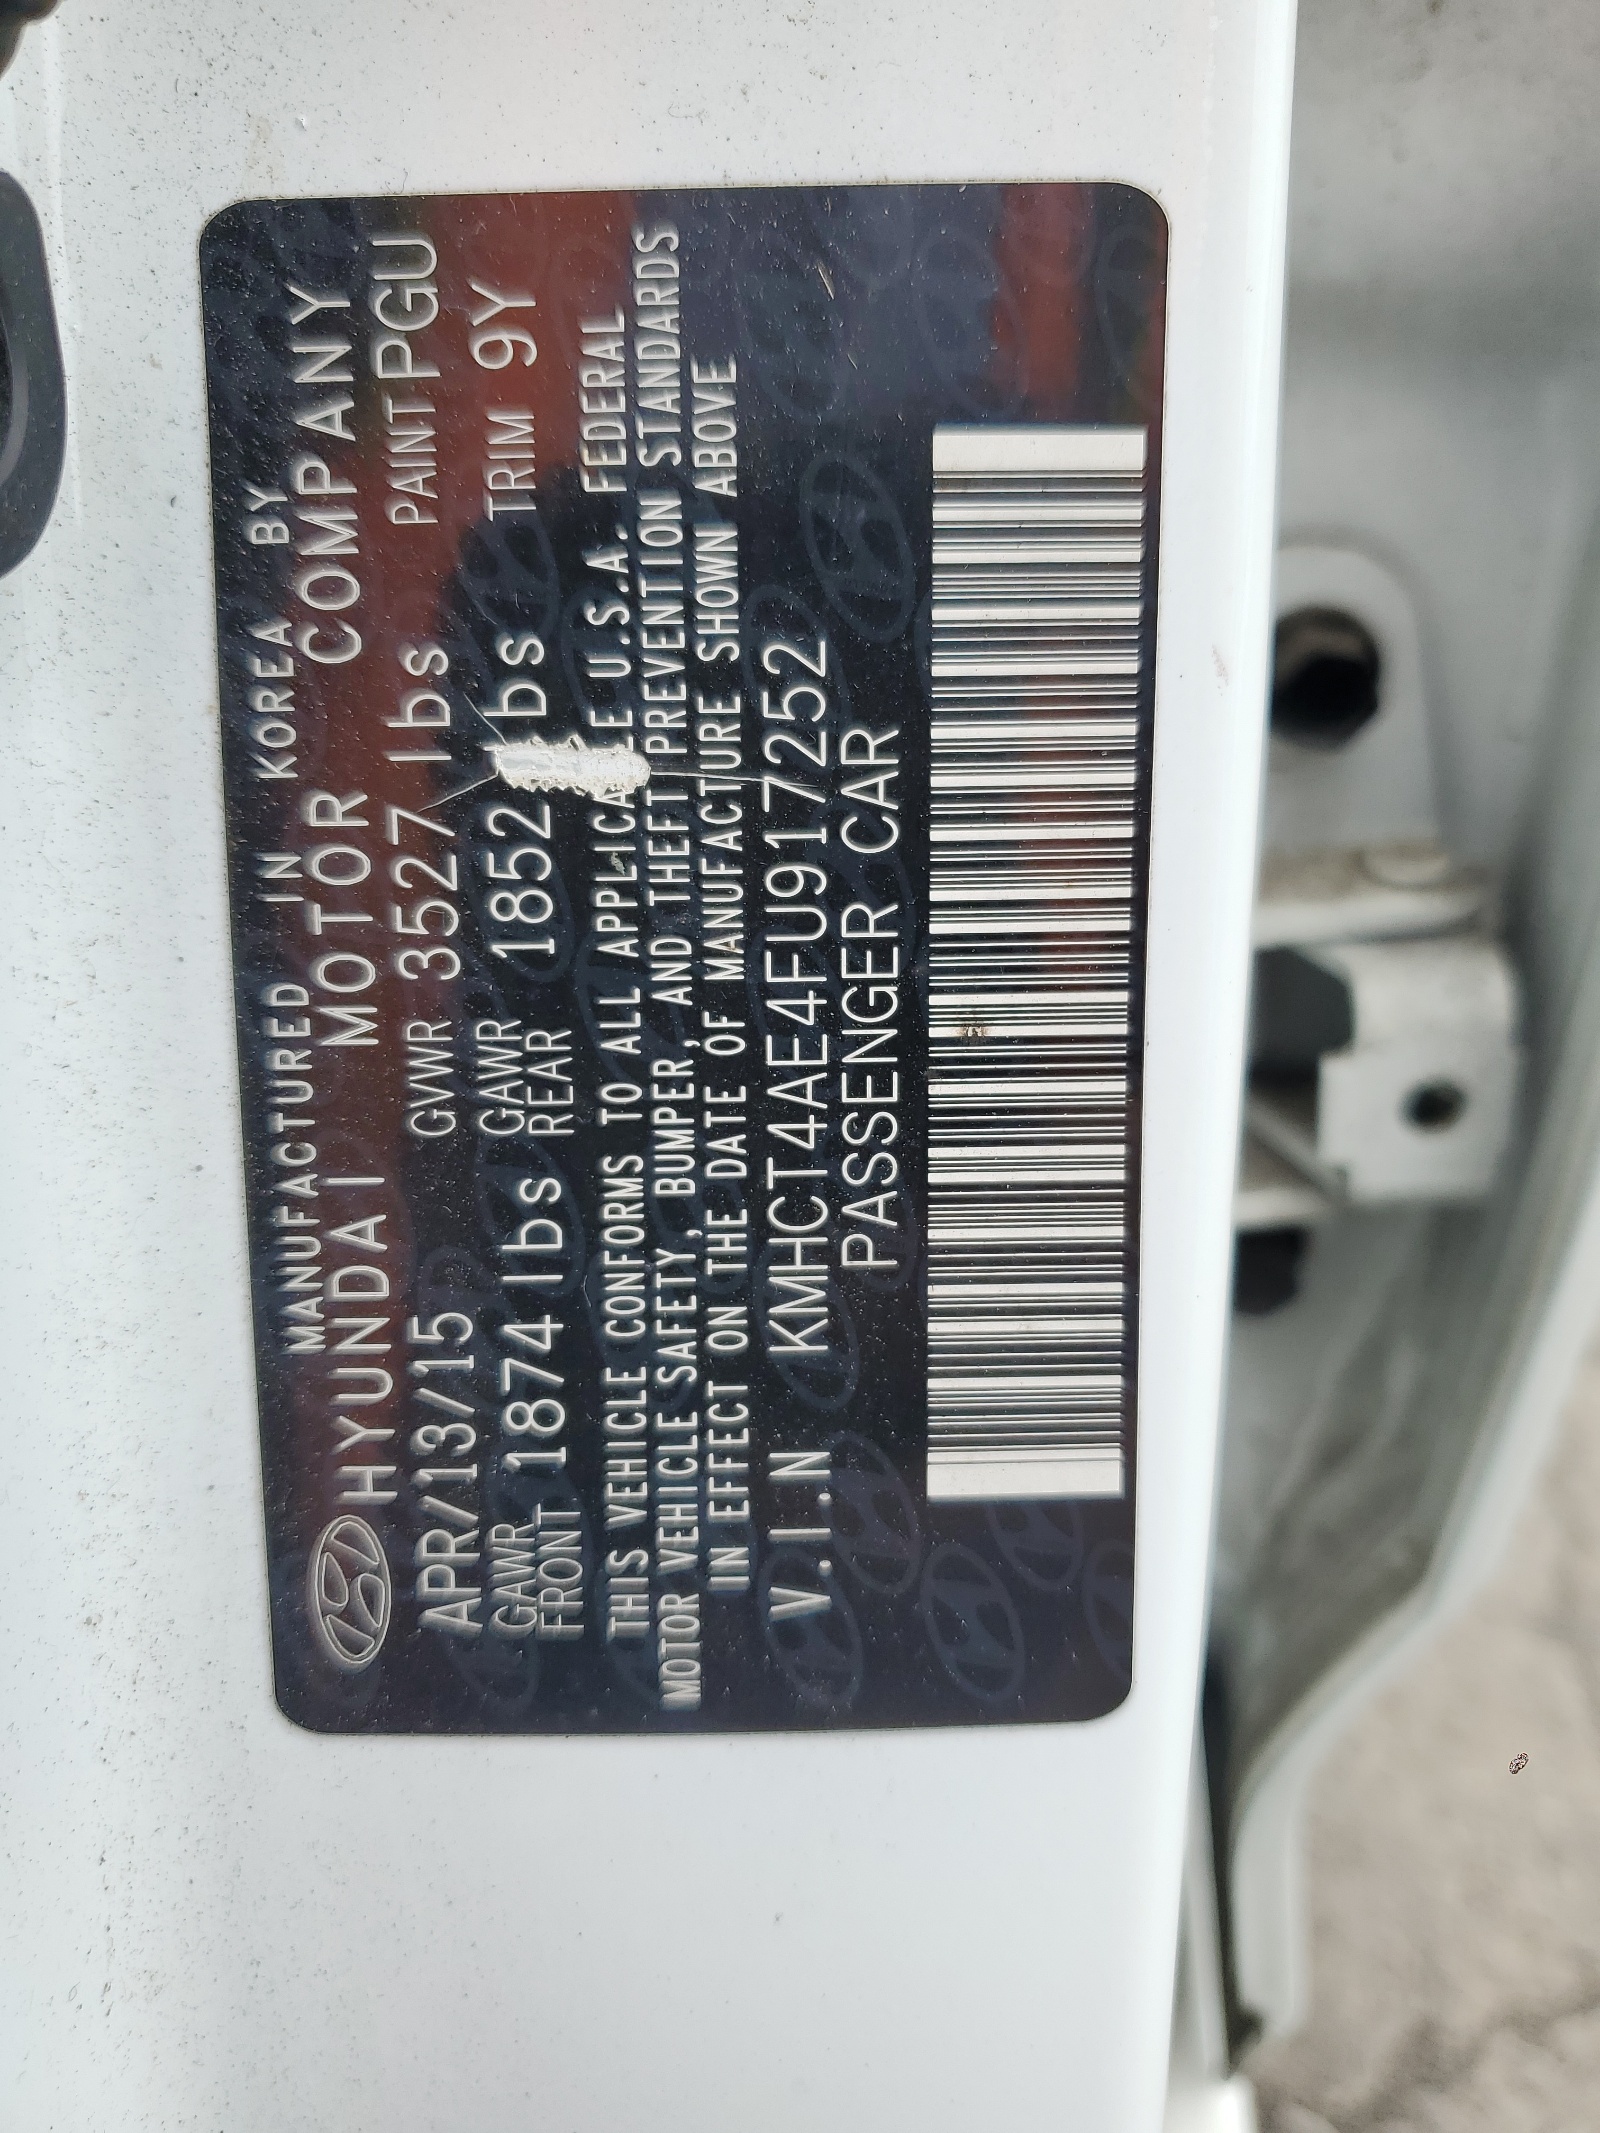 MANUFACTURED IN KOREA BY
HYUNDAI MOTOR COMPANY
APR/13/15 GVWR 3527 lbs PAINT PGU
GAWR FRONT 1874 lbs GAWR REAR 1852 lbs TRIM 9Y
THIS VEHICLE CONFORMS TO ALL U.S.A. FEDERAL
MOTOR VEHICLE SAFETY, BUMPER, AND THEFT PREVENTION STANDARDS
IN EFFECT ON THE DATE OF MANUFACTURE SHOWN ABOVE
V.I.N KMHCT4AE4FU917252
PASSENGER CAR